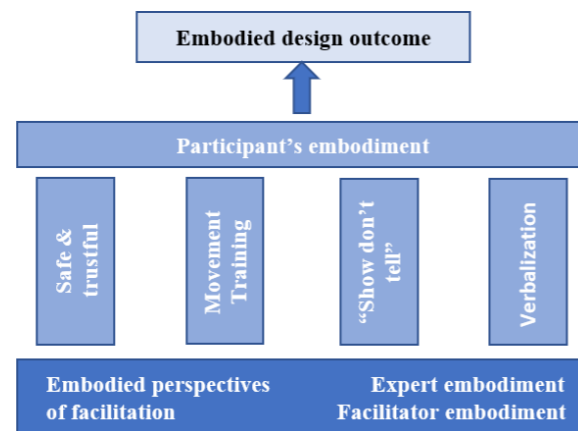 Embodied design outcome
Participant’s embodiment
Safe &
trustful
Movement
Training
“Show don’t
tell”
Verbalization
Embodied perspectives
of facilitation
Expert embodiment
Facilitator embodiment